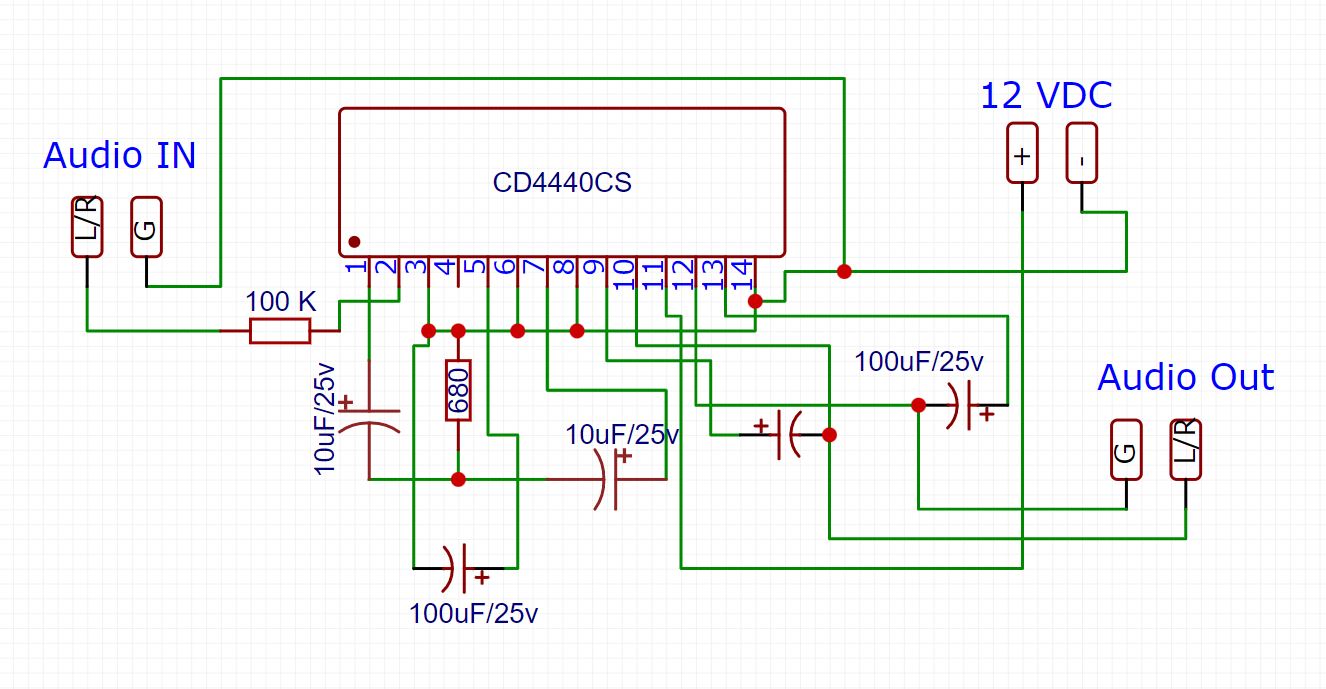 12 VDC
+
-
Audio IN
L/R
G
CD4440CS
1
2
3
4
5
6
7
8
9
10
11
12
13
14
100 K
10uF/25v
+
680
10uF/25v
+
+
100uF/25v
+
Audio Out
G
L/R
+
100uF/25v